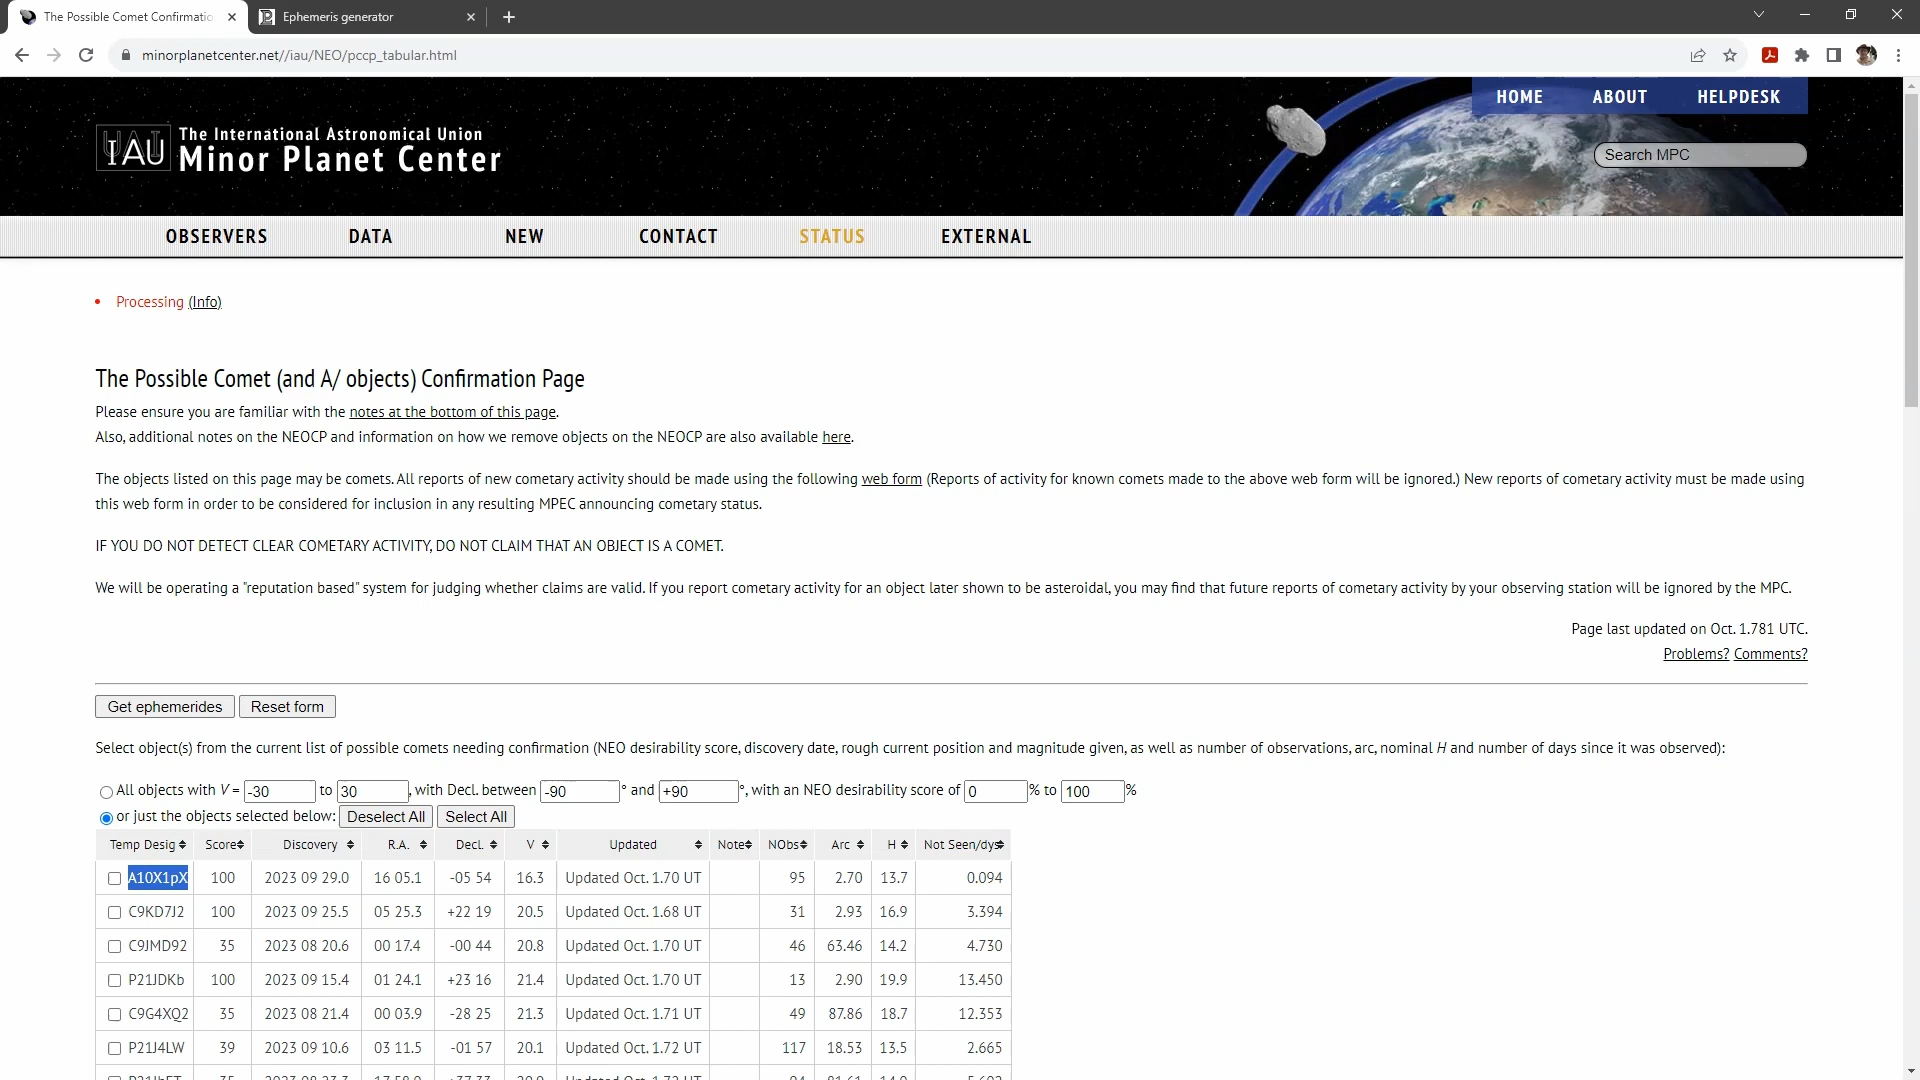 The Possible Comet Confirmatio
Ephemeris generator
minorplanetcenter.net//iau/NEO/pccp_tabular.html
HOME ABOUT HELPDESK
IAU
The International Astronomical Union
Minor Planet Center
Search MPC
OBSERVERS DATA NEW CONTACT STATUS EXTERNAL
• Processing (Info)
The Possible Comet (and A/ objects) Confirmation Page
Please ensure you are familiar with the notes at the bottom of this page.
Also, additional notes on the NEOCP and information on how we remove objects on the NEOCP are also available here.
The objects listed on this page may be comets. All reports of new cometary activity should be made using the following web form (Reports of activity for known comets made to the above web form will be ignored.) New reports of cometary activity must be made using
this web form in order to be considered for inclusion in any resulting MPEC announcing cometary status.
IF YOU DO NOT DETECT CLEAR COMETARY ACTIVITY, DO NOT CLAIM THAT AN OBJECT IS A COMET.
We will be operating a "reputation based" system for judging whether claims are valid. If you report cometary activity for an object later shown to be asteroidal, you may find that future reports of cometary activity by your observing station will be ignored by the MPC.
Page last updated on Oct. 1.781 UTC.
Problems? Comments?
Get ephemerides Reset form
Select object(s) from the current list of possible comets needing confirmation (NEO desirability score, discovery date, rough current position and magnitude given, as well as number of observations, arc, nominal H and number of days since it was observed):
All objects with V = -30 to 30 , with Decl. between -90 ° and +90 °, with an NEO desirability score of 0 % to 100 %
or just the objects selected below: Deselect All Select All
Temp Desig Score Discovery R.A. Decl. V Updated Note NObs Arc H Not Seen/dys
A10X1pX 100 2023 09 29.0 16 05.1 -05 54 16.3 Updated Oct. 1.70 UT 95 2.70 13.7 0.094
C9KD7J2 100 2023 09 25.5 05 25.3 +22 19 20.5 Updated Oct. 1.68 UT 31 2.93 16.9 3.394
C9JMD92 35 2023 08 20.6 00 17.4 -00 44 20.8 Updated Oct. 1.70 UT 46 63.46 14.2 4.730
P21JDKb 100 2023 09 15.4 01 24.1 +23 16 21.4 Updated Oct. 1.70 UT 13 2.90 19.9 13.450
C9G4XQ2 35 2023 08 21.4 00 03.9 -28 25 21.3 Updated Oct. 1.71 UT 49 87.86 18.7 12.353
P21J4LW 39 2023 09 10.6 03 11.5 -01 57 20.1 Updated Oct. 1.72 UT 117 18.53 13.5 2.665